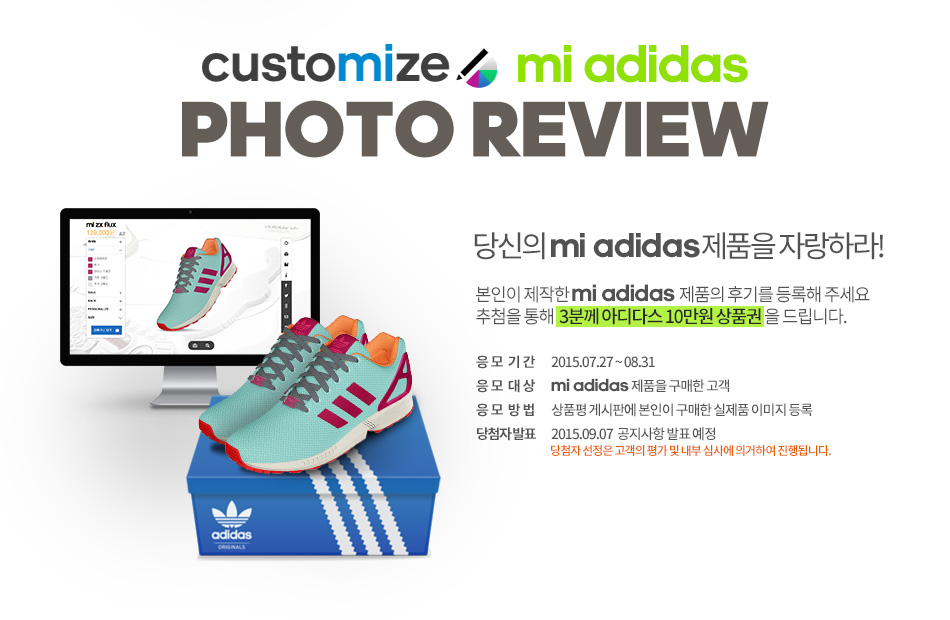 customize mi adidas
PHOTO REVIEW
mi zx flux
당신의 mi adidas 제품을 자랑하라!
본인이 제작한 mi adidas 제품의 후기를 등록해 주세요
추첨을 통해 3분께 아디다스 10만원 상품권 을 드립니다.
응모 기간 2015.07.27 ~ 08.31
응모 대상 mi adidas 제품을 구매한 고객
응모 방법 상품평 게시판에 본인이 구매한 실제품 이미지 등록
당첨자발표 2015.09.07 공지사항 발표 예정
당첨자 선정은 고객의 평가 및 내부 심사에 의거하여 진행됩니다.
adidas
ORIGINALS